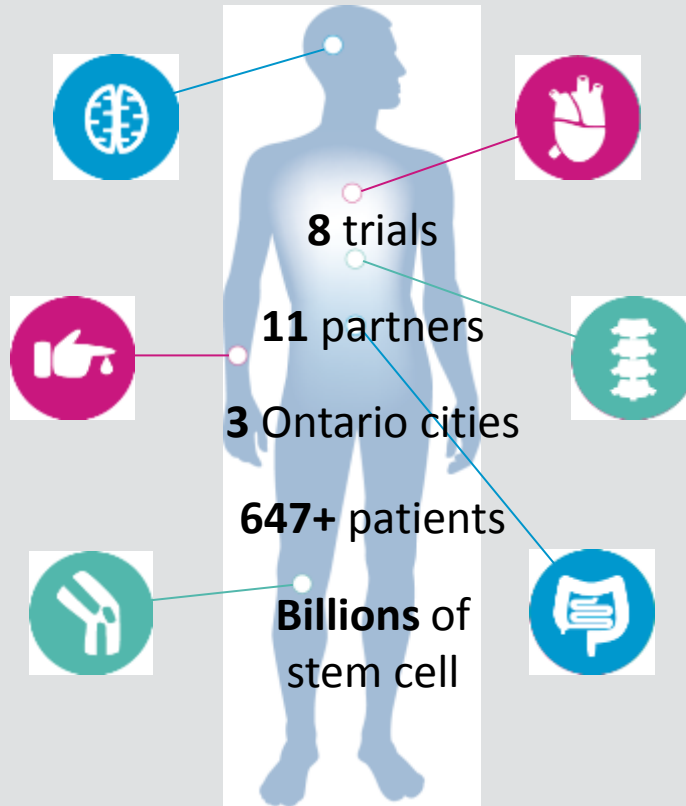 8 trials
11 partners
3 Ontario cities
647+ patients
Billions of
stem cell